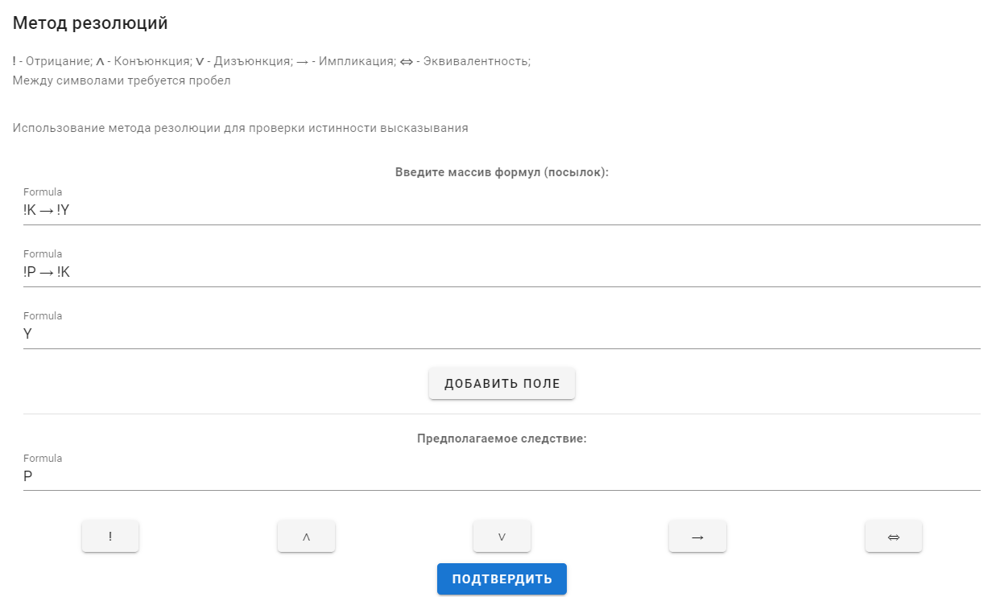 Метод резолюций
! - Отрицание; ∧ - Конъюнкция; ∨ - Дизъюнкция; → - Импликация; ⇔ - Эквивалентность;
Между символами требуется пробел
Использование метода резолюции для проверки истинности высказывания
Введите массив формул (посылок):
Formula
!K → !Y
Formula
!P → !K
Formula
Y
ДОБАВИТЬ ПОЛЕ
Предполагаемое следствие:
Formula
P
! ∧ ∨ → ⇔
ПОДТВЕРДИТЬ